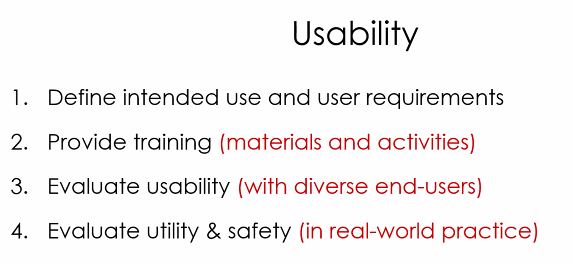 Usability
1. Define intended use and user requirements
2. Provide training (materials and activities)
3. Evaluate usability (with diverse end-users)
4. Evaluate utility & safety (in real-world practice)